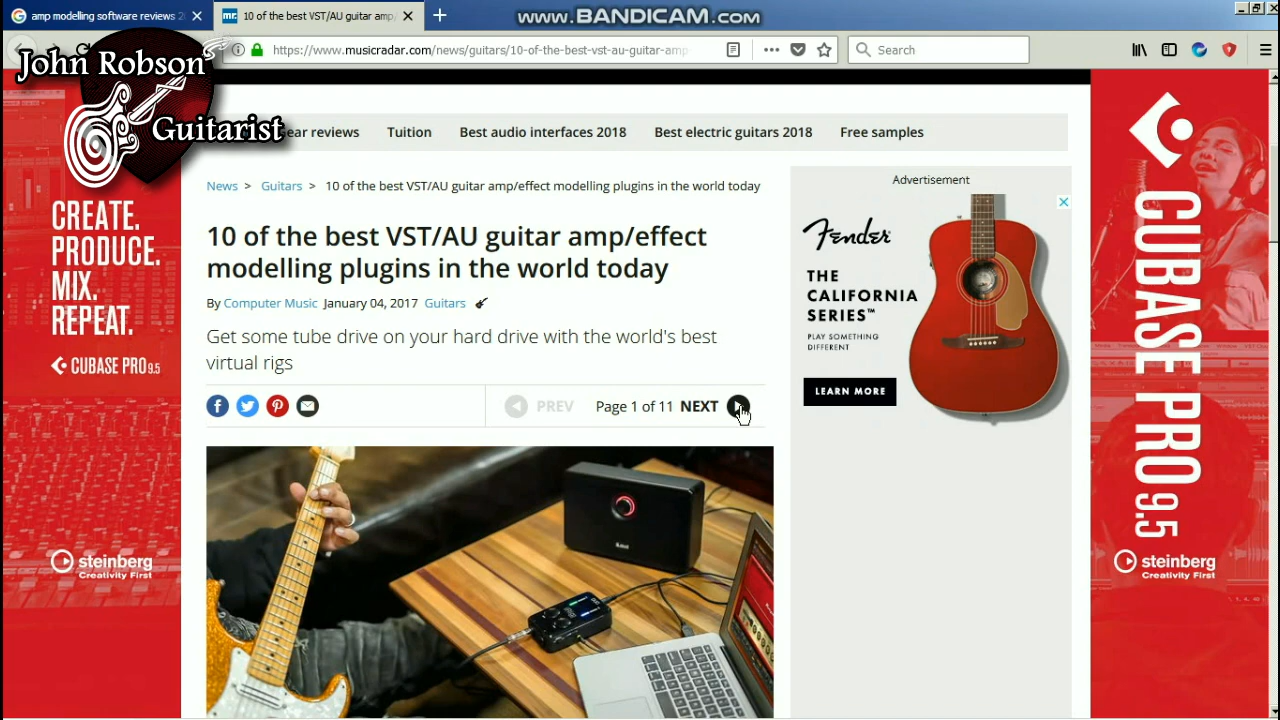 amp modelling software reviews 2
10 of the best VST/AU guitar amp/
www.BANDICAM.com
https://www.musicradar.com/news/guitars/10-of-the-best-vst-au-guitar-amp
Search
John Robson
Guitarist
ear reviews
Tuition
Best audio interfaces 2018
Best electric guitars 2018
Free samples
News > Guitars > 10 of the best VST/AU guitar amp/effect modelling plugins in the world today
10 of the best VST/AU guitar amp/effect
modelling plugins in the world today
By Computer Music January 04, 2017 Guitars
Get some tube drive on your hard drive with the world's best
virtual rigs
PREV Page 1 of 11 NEXT
Advertisement
Fender
THE
CALIFORNIA
SERIES™
PLAY SOMETHING
DIFFERENT
LEARN MORE
CREATE.
PRODUCE.
MIX.
REPEAT.
CUBASE PRO 9.5
steinberg
Creativity First
CUBASE PRO 9.5
steinberg
Creativity First